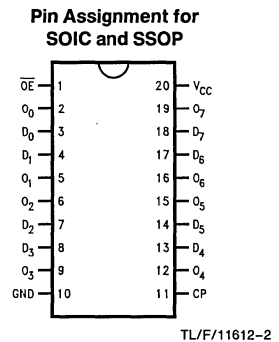 Pin Assignment for
SOIC and SSOP
OE 1 20 VCC
O0 2 19 O7
D0 3 18 D7
D1 4 17 D6
O1 5 16 O6
O2 6 15 O5
D2 7 14 D5
D3 8 13 D4
O3 9 12 O4
GND 10 11 CP
TL/F/11612-2